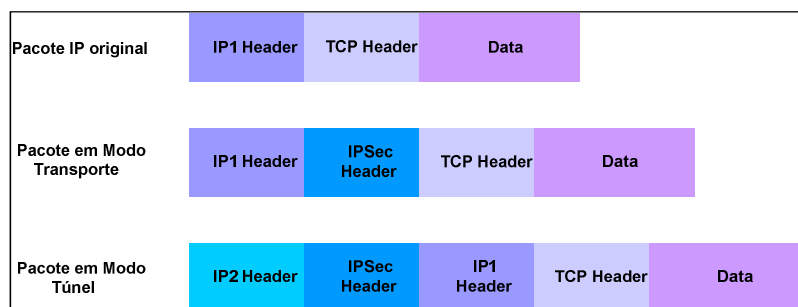 Pacote IP original
IP1 Header
TCP Header
Data
Pacote em Modo
Transporte
IP1 Header
IPSec
Header
TCP Header
Data
Pacote em Modo
Túnel
IP2 Header
IPSec
Header
IP1
Header
TCP Header
Data